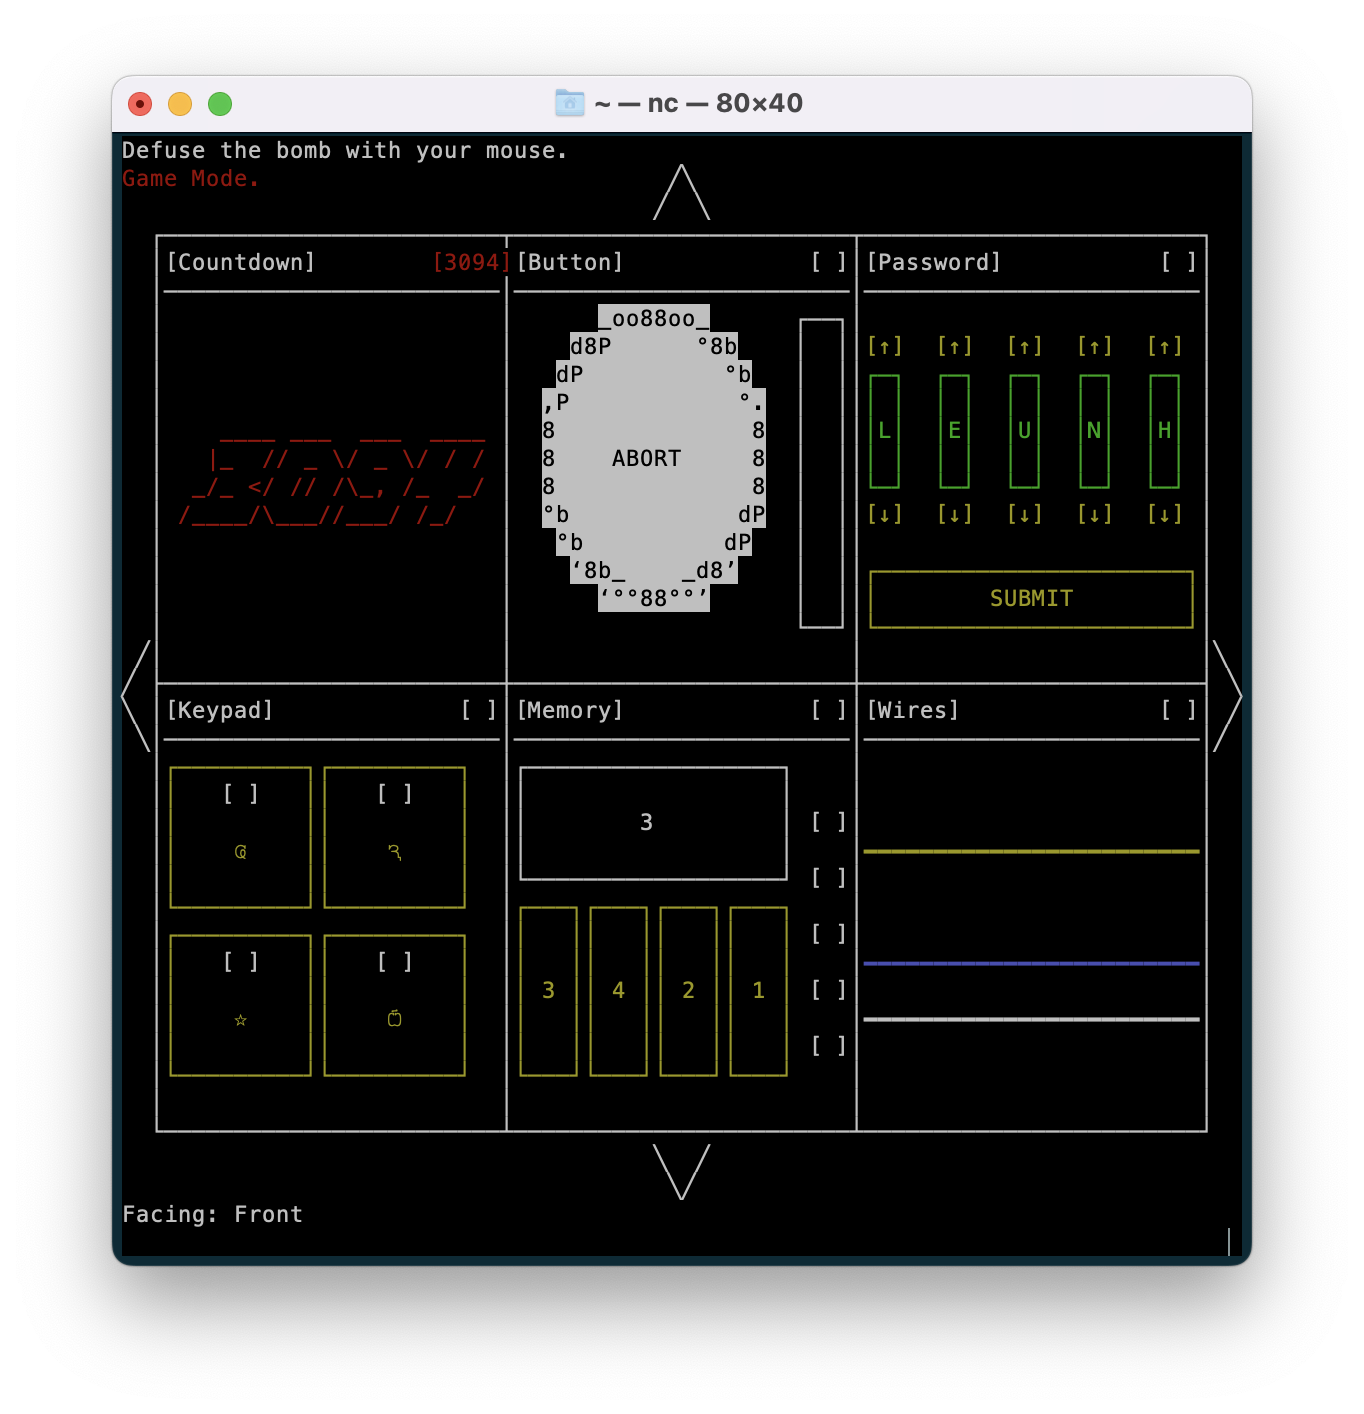 ~ — nc — 80×40
Defuse the bomb with your mouse.
Game Mode.
[Countdown] [3094]
3094
[Button] [ ]
ABORT
[Password] [ ]
[↑] [↑] [↑] [↑] [↑]
L E U N H
[↓] [↓] [↓] [↓] [↓]
SUBMIT
[Keypad] [ ]
[ ] [ ]
[ ] [ ]
☆
[Memory] [ ]
3 [ ]
[ ]
[ ]
3 4 2 1 [ ]
[ ]
[Wires] [ ]
Facing: Front